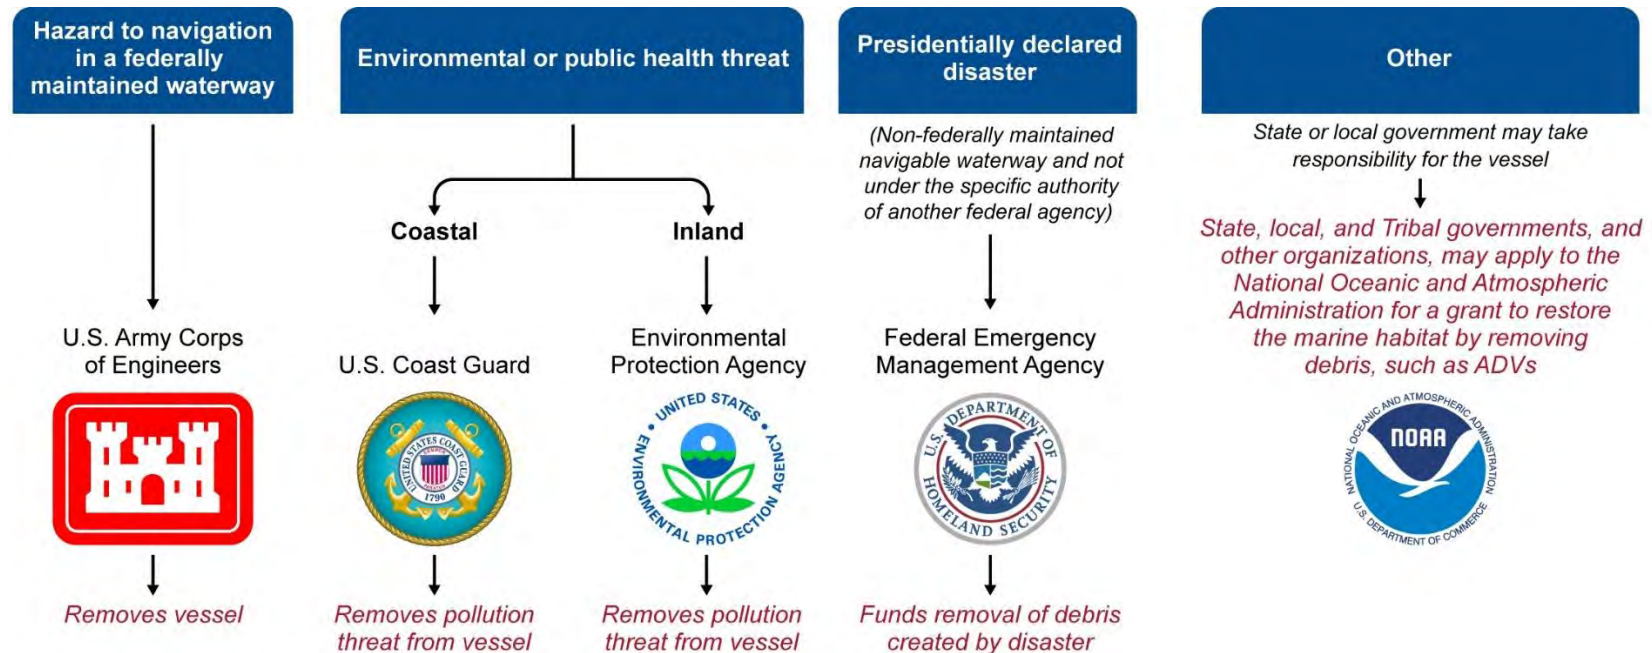 Hazard to navigation
in a federally
maintained waterway
U.S. Army Corps
of Engineers
Removes vessel
Environmental or public health threat
Coastal
U.S. Coast Guard
UNITED STATES COAST GUARD
1790
Removes pollution
threat from vessel
Inland
Environmental
Protection Agency
UNITED STATES
ENVIRONMENTAL PROTECTION AGENCY
Removes pollution
threat from vessel
Presidentially declared
disaster
(Non-federally maintained
navigable waterway and not
under the specific authority
of another federal agency)
Federal Emergency
Management Agency
U.S. DEPARTMENT OF
HOMELAND SECURITY
Funds removal of debris
created by disaster
Other
State or local government may take
responsibility for the vessel
State, local, and Tribal governments, and
other organizations, may apply to the
National Oceanic and Atmospheric
Administration for a grant to restore
the marine habitat by removing
debris, such as ADVs
NATIONAL OCEANIC AND ATMOSPHERIC ADMINISTRATION
NOAA
U.S. DEPARTMENT OF COMMERCE